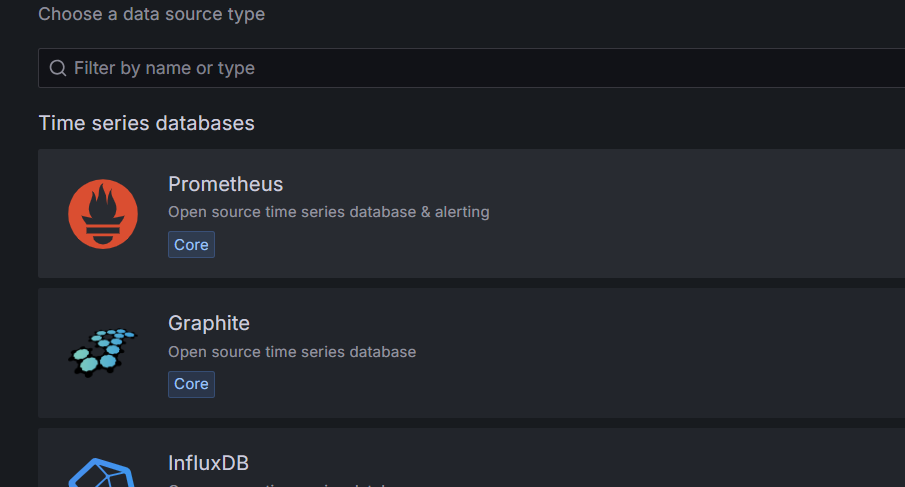 Choose a data source type
Filter by name or type
Time series databases
Prometheus
Open source time series database & alerting
Core
Graphite
Open source time series database
Core
InfluxDB